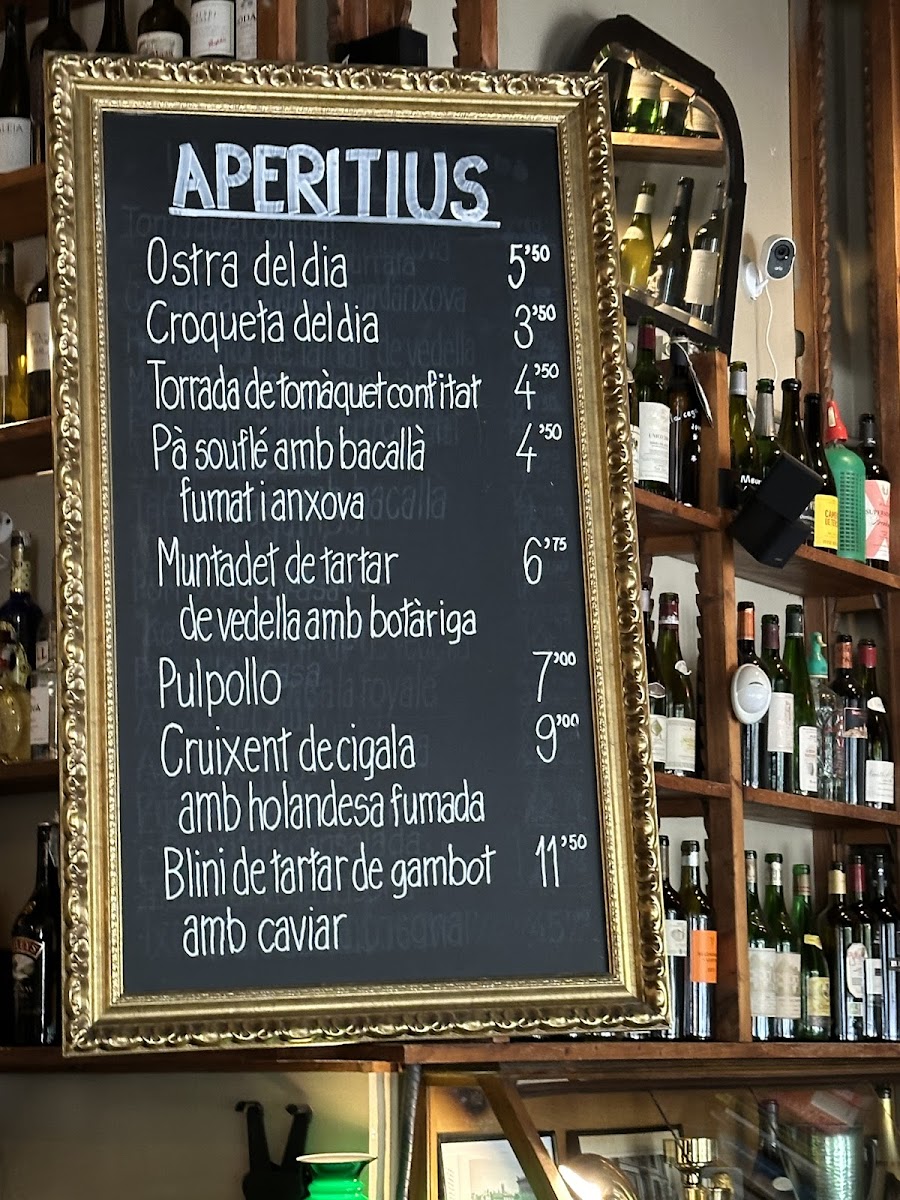 APERITIUS
Ostra del dia 5'50
Croqueta del dia 3'50
Torrada de tomàquet confitat 4'50
Pà souflé amb bacallà 4'50
fumat i anxova
Muntadet de tartar 6'75
de vedella amb botàriga
Pulpollo 7'00
Cruixent de cigala 9'00
amb holandesa fumada
Blini de tartar de gambot 11'50
amb caviar